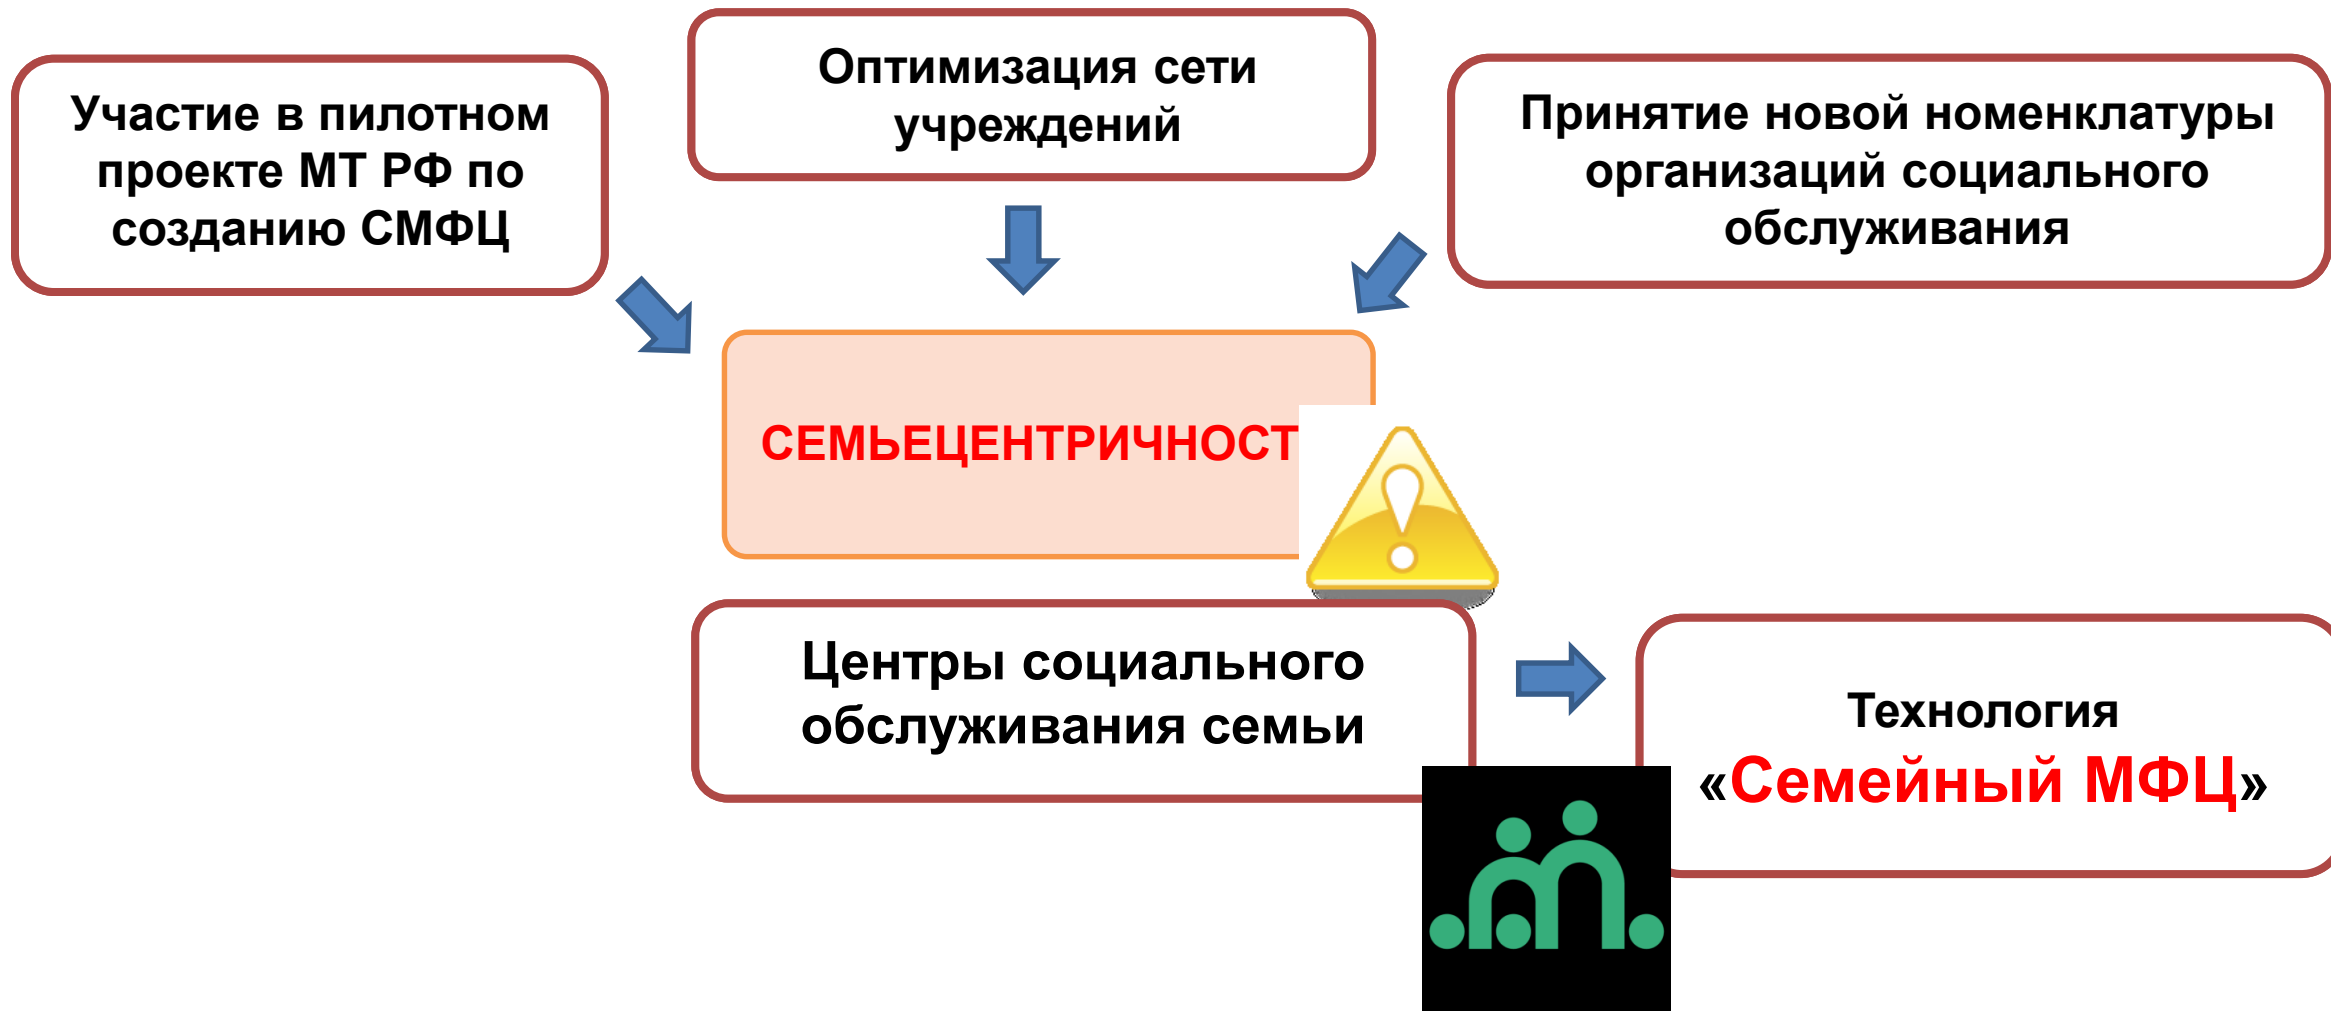 Оптимизация сети
учреждений
Участие в пилотном
проекте МТ РФ по
созданию СМФЦ
Принятие новой номенклатуры
организаций социального
обслуживания
СЕМЬЕЦЕНТРИЧНОСТ
Центры социального
обслуживания семьи
Технология
«Семейный МФЦ»